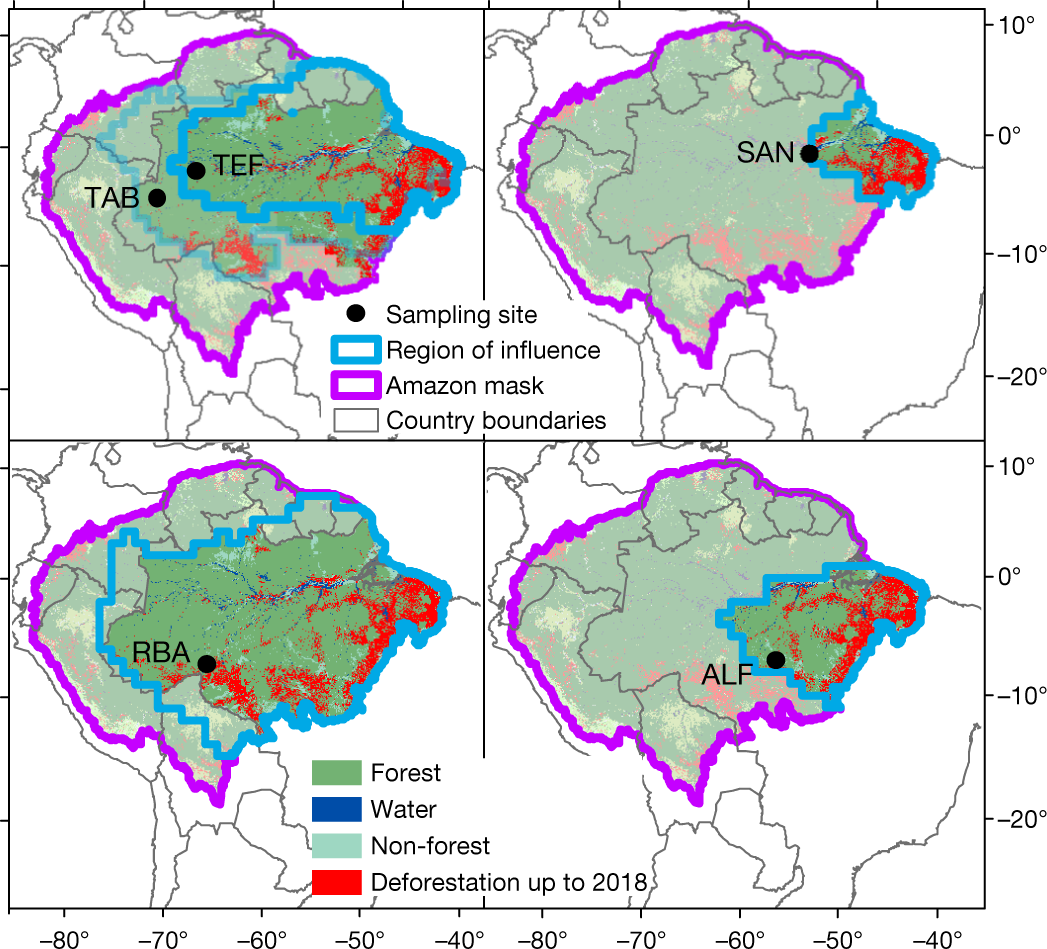 10°
0°
−10°
−20°
TEF
TAB
SAN
Sampling site
Region of influence
Amazon mask
Country boundaries
10°
0°
−10°
−20°
RBA
ALF
Forest
Water
Non-forest
Deforestation up to 2018
−80° −70° −60° −50° −40° −80° −70° −60° −50° −40°